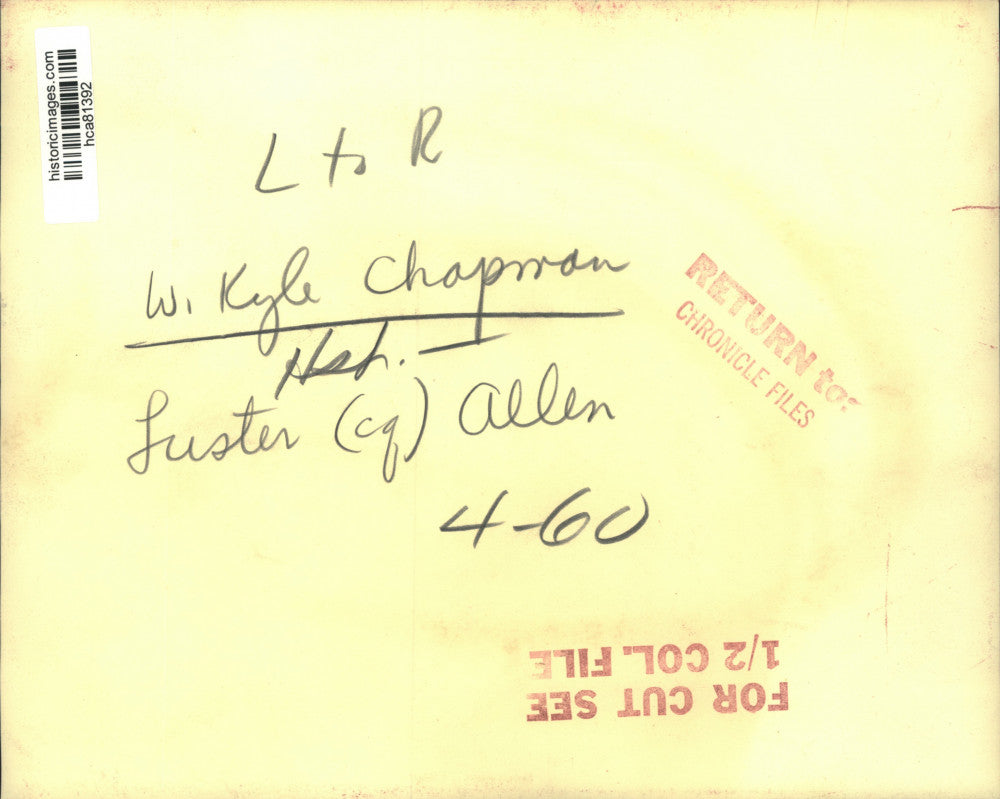 historicimages.com
hca81392
L to R
W. Kyle Chapman
Hsh. —
Luster (cq) Allen
4-60
RETURN to:
CHRONICLE FILES
FOR CUT SEE
1/2 COL. FILE